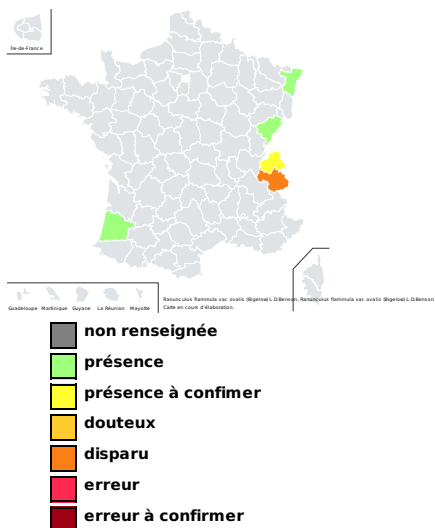 Île-de-France
Guadeloupe Martinique Guyane La Réunion Mayotte
Ranunculus flammula var. ovalis (Bigelow) L.D.Benson, Ranunculus flammula var. ovalis (Bigelow) L.D.Benson
Carte en cours d'élaboration.
non renseignée
présence
présence à confimer
douteux
disparu
erreur
erreur à confirmer